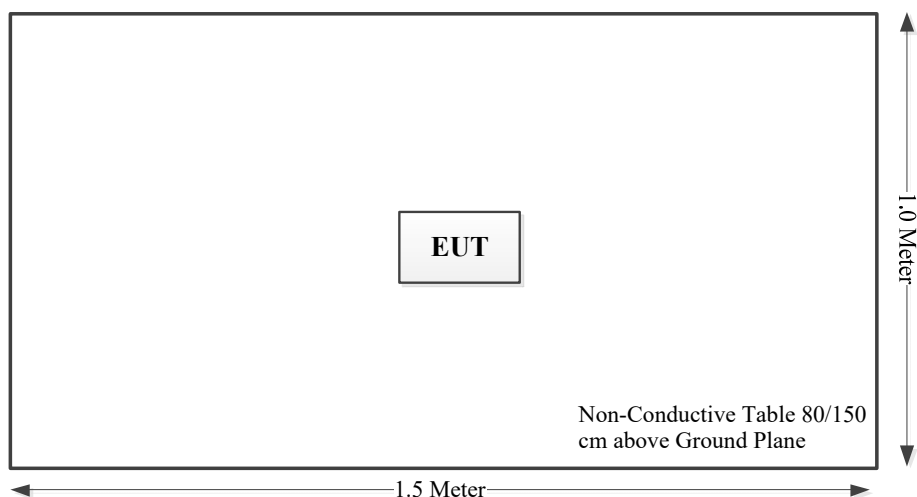 EUT
1.0 Meter
Non-Conductive Table 80/150
cm above Ground Plane
1.5 Meter